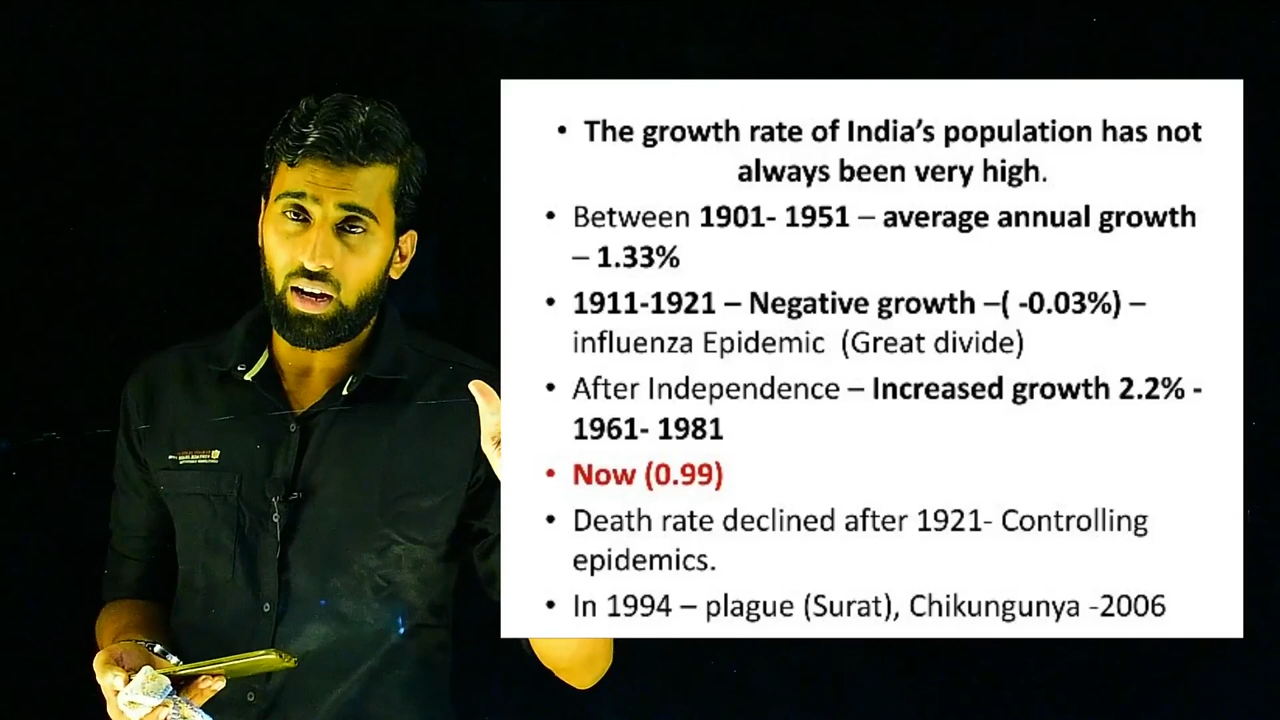 • The growth rate of India's population has not
always been very high.
• Between 1901- 1951 – average annual growth
– 1.33%
• 1911-1921 – Negative growth –( -0.03%) –
influenza Epidemic (Great divide)
• After Independence – Increased growth 2.2% -
1961- 1981
• Now (0.99)
• Death rate declined after 1921- Controlling
epidemics.
• In 1994 – plague (Surat), Chikungunya -2006